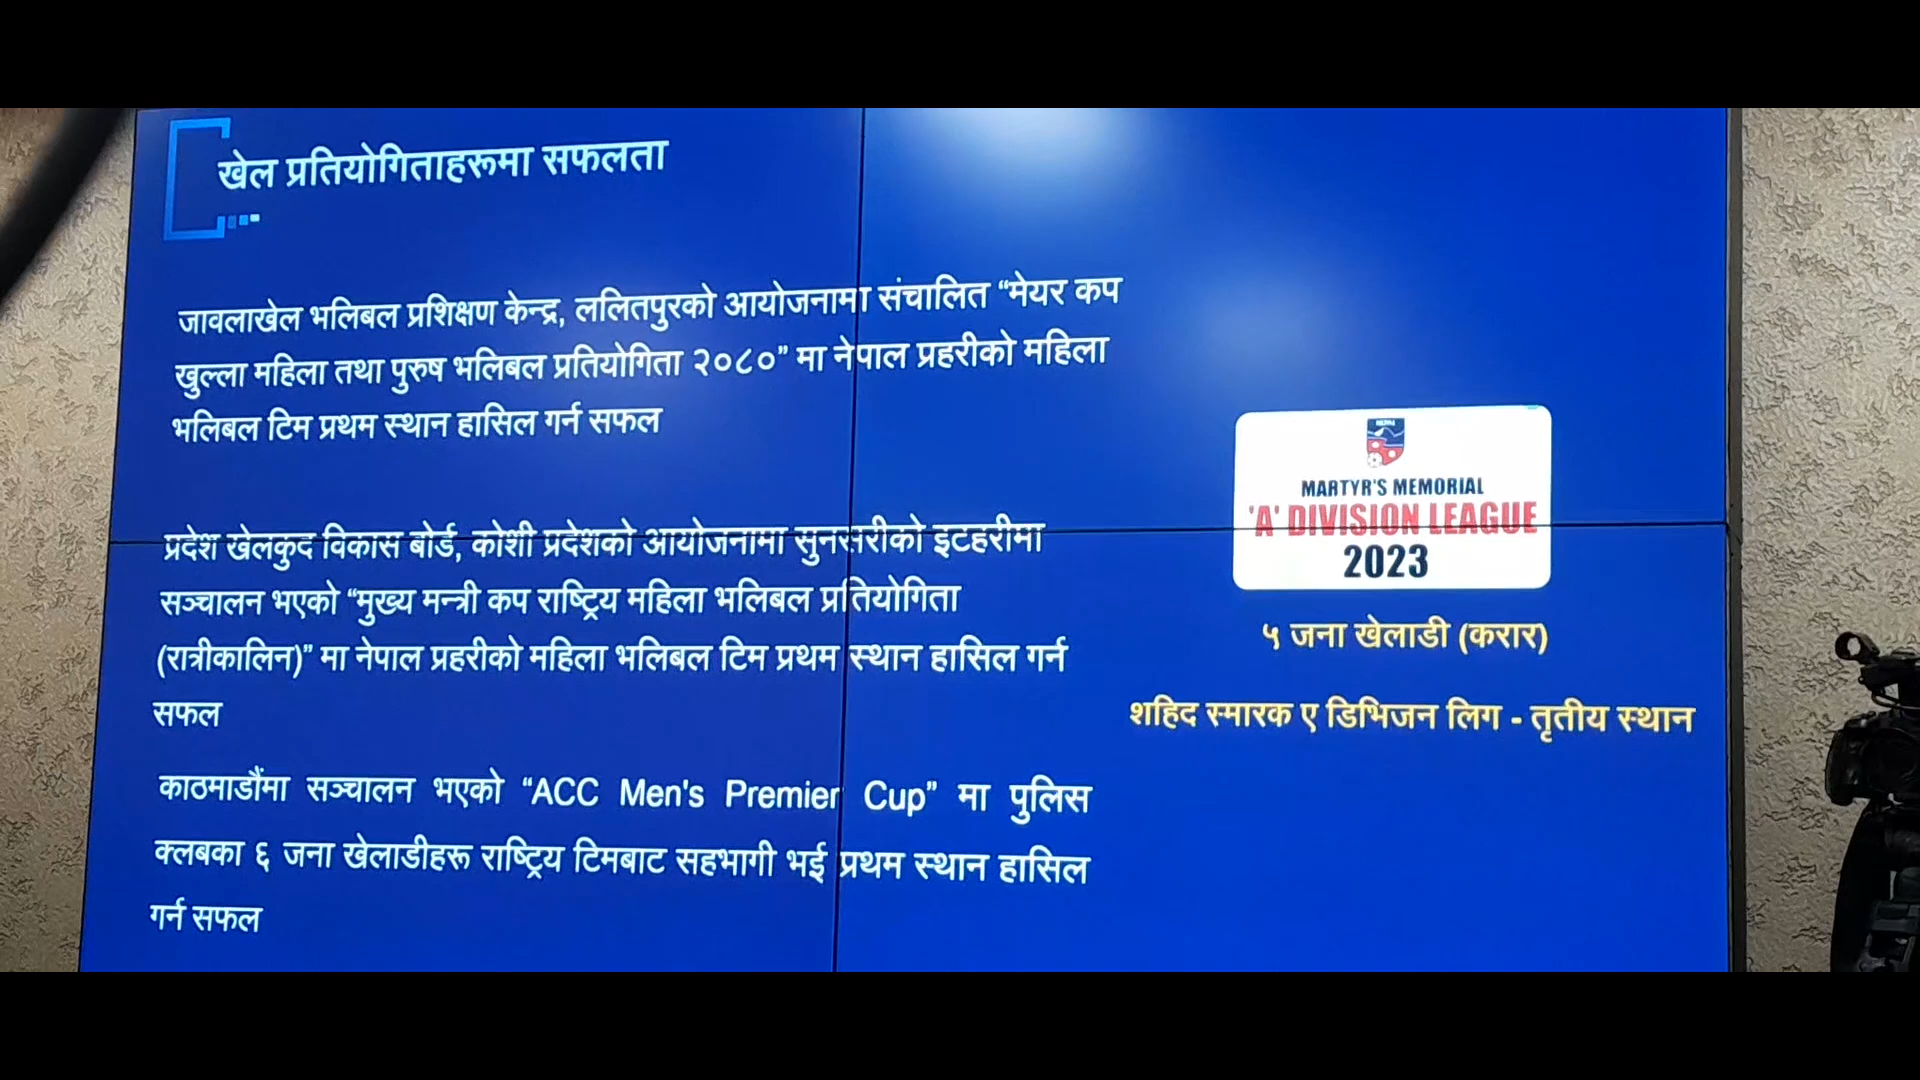 खेल प्रतियोगिताहरूमा सफलता
जावलाखेल भलिबल प्रशिक्षण केन्द्र, ललितपुरको आयोजनामा संचालित “मेयर कप
खुल्ला महिला तथा पुरुष भलिबल प्रतियोगिता २०८०” मा नेपाल प्रहरीको महिला
भलिबल टिम प्रथम स्थान हासिल गर्न सफल
प्रदेश खेलकुद विकास बोर्ड, कोशी प्रदेशको आयोजनामा सुनसरीको इटहरीमा
सञ्चालन भएको “मुख्य मन्त्री कप राष्ट्रिय महिला भलिबल प्रतियोगिता
(रात्रीकालिन)” मा नेपाल प्रहरीको महिला भलिबल टिम प्रथम स्थान हासिल गर्न
सफल
काठमाडौंमा सञ्चालन भएको “ACC Men's Premier Cup” मा पुलिस
क्लबका ६ जना खेलाडीहरू राष्ट्रिय टिमबाट सहभागी भई प्रथम स्थान हासिल
गर्न सफल
MARTYR'S MEMORIAL
'A' DIVISION LEAGUE
2023
५ जना खेलाडी (करार)
शहिद स्मारक ए डिभिजन लिग - तृतीय स्थान